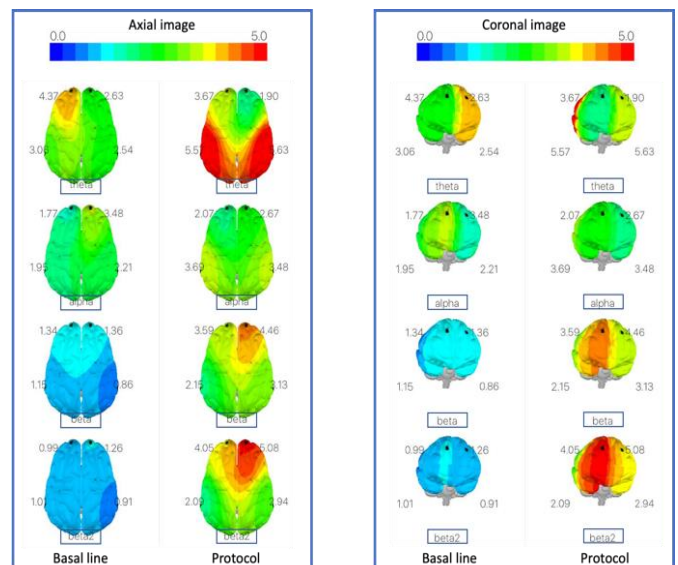 Axial image
0.0 5.0
4.37 2.63 3.67 1.90
3.06 2.54 5.57 5.63
theta theta
1.77 3.48 2.07 2.67
1.95 2.21 3.69 3.48
alpha alpha
1.34 1.36 3.59 4.46
1.15 0.86 2.15 3.13
beta beta
0.99 1.26 4.05 5.08
1.01 0.91 2.09 2.94
beta2 beta2
Basal line Protocol
Coronal image
0.0 5.0
4.37 2.63 3.67 1.90
3.06 2.54 5.57 5.63
theta theta
1.77 3.48 2.07 2.67
1.95 2.21 3.69 3.48
alpha alpha
1.34 1.36 3.59 4.46
1.15 0.86 2.15 3.13
beta beta
0.99 1.26 4.05 5.08
1.01 0.91 2.09 2.94
beta2 beta2
Basal line Protocol